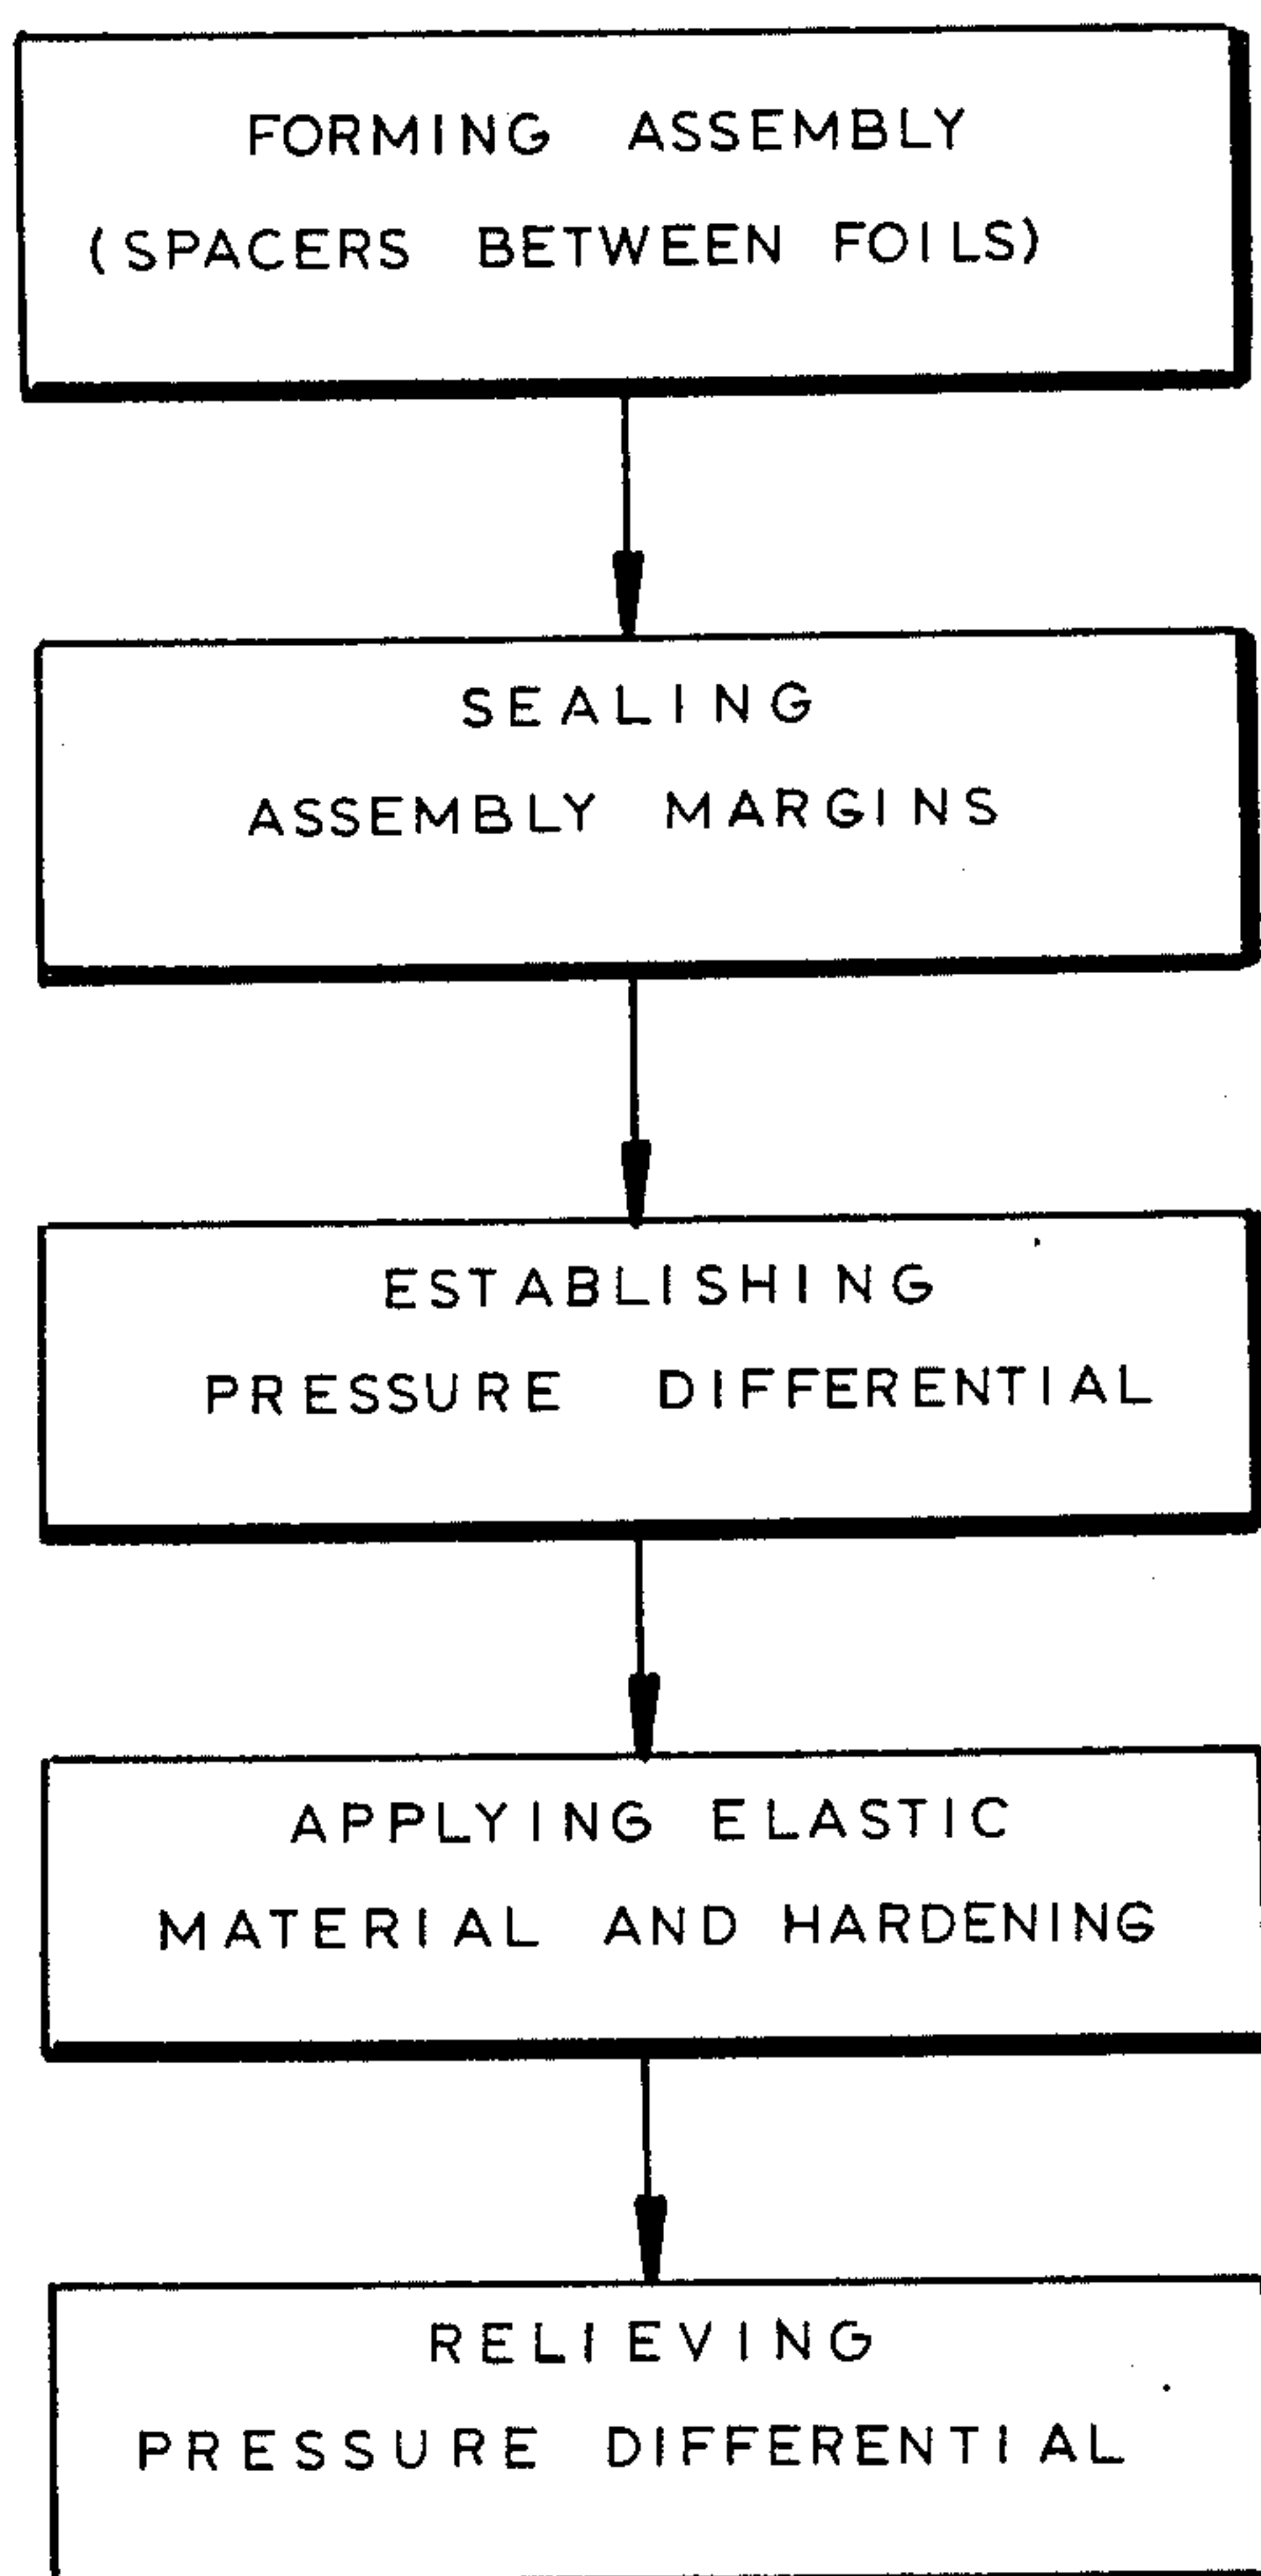 FORMING ASSEMBLY
(SPACERS BETWEEN FOILS)
SEALING
ASSEMBLY MARGINS
ESTABLISHING
PRESSURE DIFFERENTIAL
APPLYING ELASTIC
MATERIAL AND HARDENING
RELIEVING
PRESSURE DIFFERENTIAL